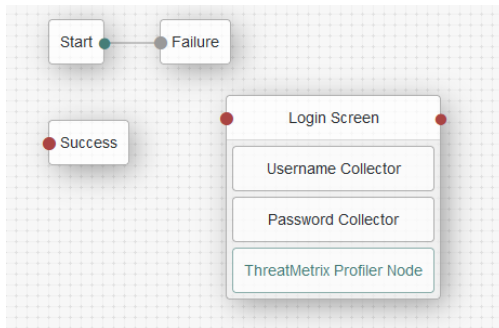 Start
Failure
Success
Login Screen
Username Collector
Password Collector
ThreatMetrix Profiler Node